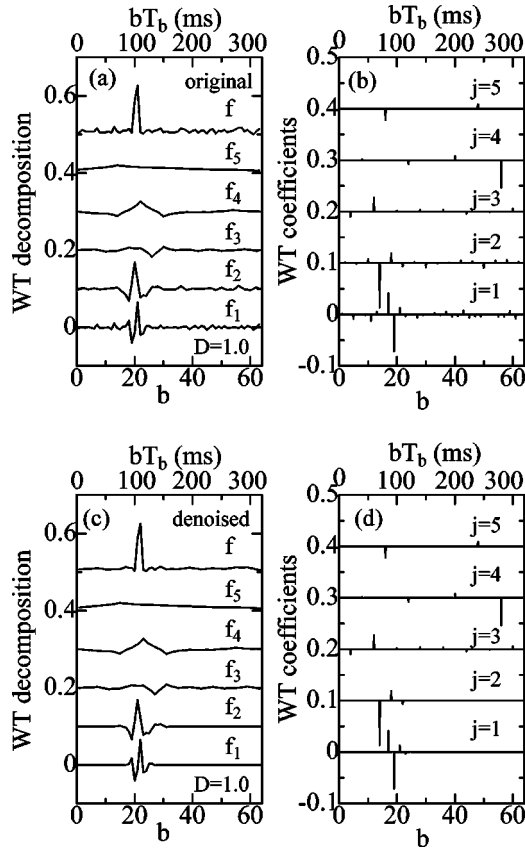 bT_b (ms)
0 100 200 300
(a) original
0.6
0.4
0.2
0
WT decomposition
f
f_5
f_4
f_3
f_2
f_1
D=1.0
0 20 40 60
b
bT_b (ms)
0 100 200 300
(b)
0.5
0.4
0.3
0.2
0.1
0
-0.1
WT coefficients
j=5
j=4
j=3
j=2
j=1
0 20 40 60
b
bT_b (ms)
0 100 200 300
(c) denoised
0.6
0.4
0.2
0
WT decomposition
f
f_5
f_4
f_3
f_2
f_1
D=1.0
0 20 40 60
b
bT_b (ms)
0 100 200 300
(d)
0.5
0.4
0.3
0.2
0.1
0
-0.1
WT coefficients
j=5
j=4
j=3
j=2
j=1
0 20 40 60
b